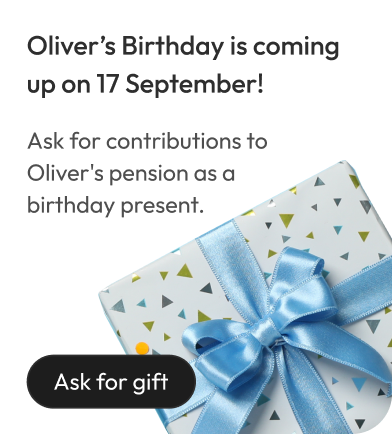 Oliver’s Birthday is coming
up on 17 September!
Ask for contributions to
Oliver's pension as a
birthday present.
Ask for gift